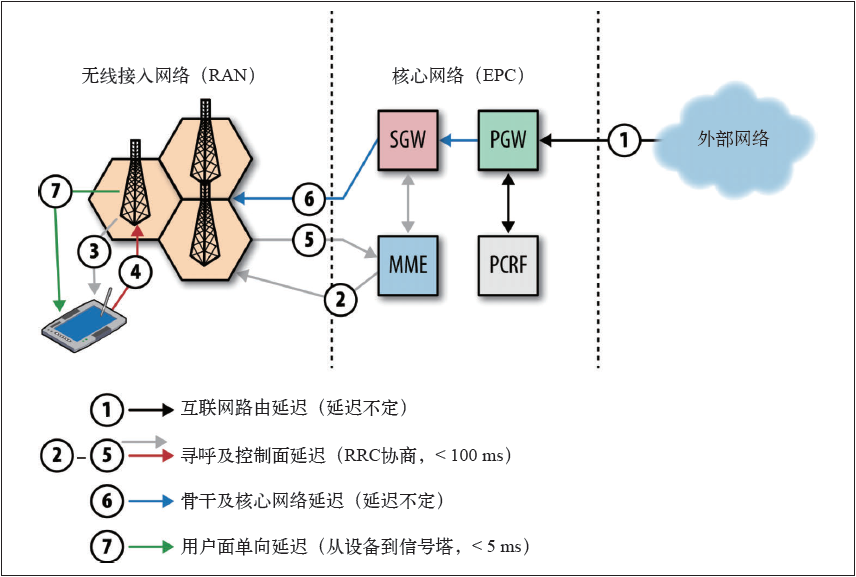 无线接入网络（RAN）
核心网络（EPC）
SGW
PGW
1
外部网络
7
6
3
5
4
MME
PCRF
2
1 互联网路由延迟（延迟不定）
2 – 5 寻呼及控制面延迟（RRC协商，< 100 ms）
6 骨干及核心网络延迟（延迟不定）
7 用户面单向延迟（从设备到信号塔，< 5 ms）